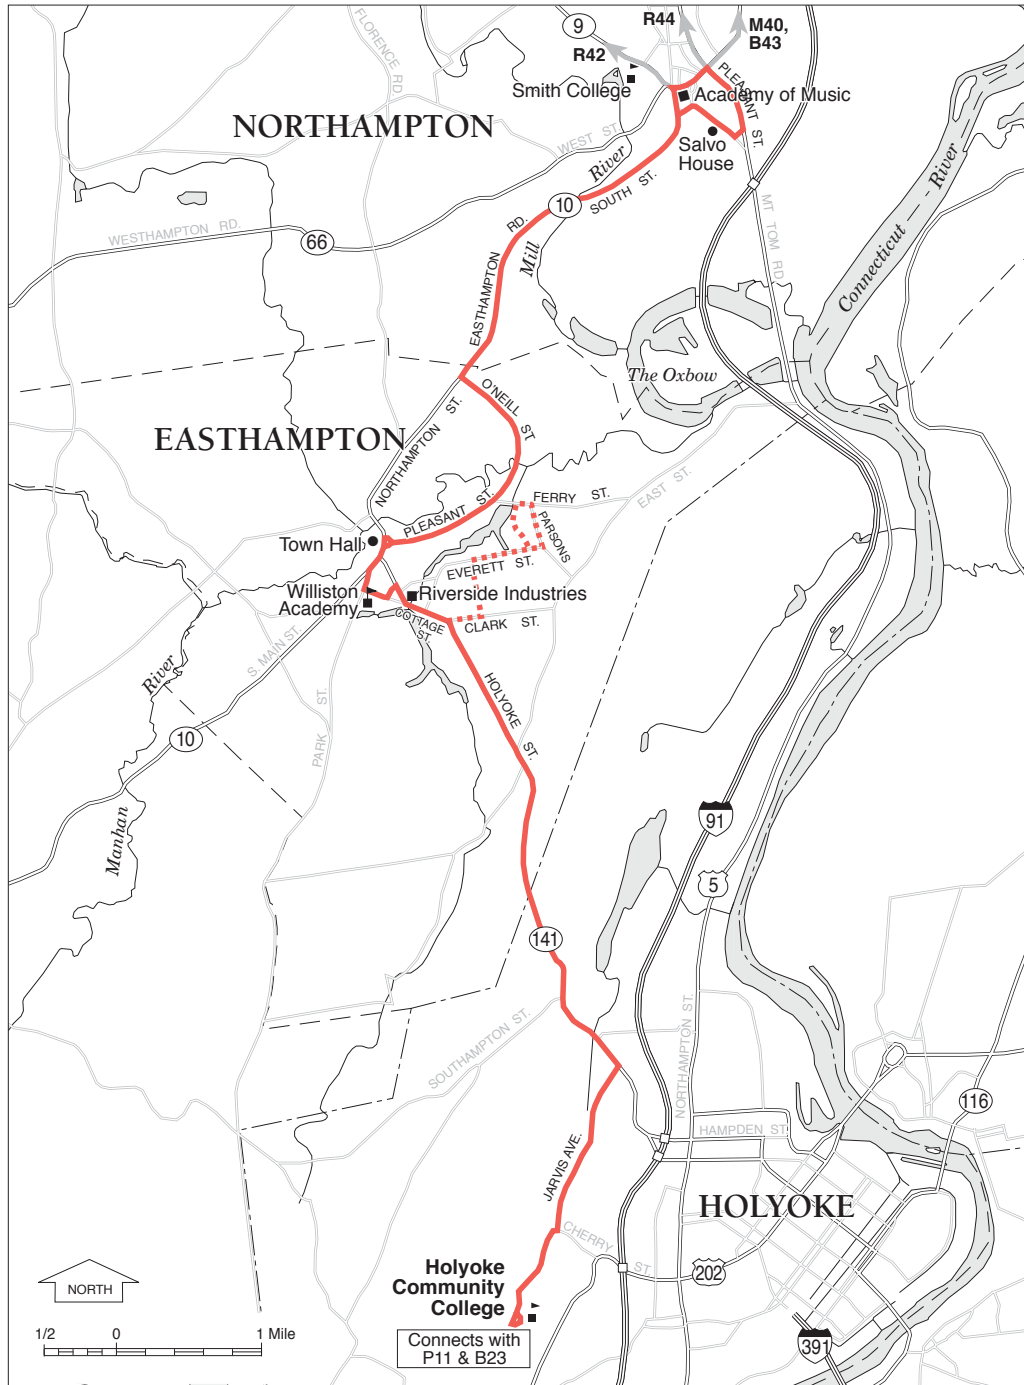 9
R44
M40,
B43
R42
FLORENCE RD.
Smith College
PLEASANT ST.
Academy of Music
NORTHAMPTON
WEST ST.
Salvo
House
River
River
SOUTH ST.
10
MT TOM RD.
WESTHAMPTON RD.
66
EASTHAMPTON RD.
Mill
Connecticut
The Oxbow
O'NEILL ST
EASTHAMPTON
NORTHAMPTON ST.
PLEASANT ST.
FERRY ST.
EAST ST.
PARSONS
Town Hall
EVERETT ST.
Williston
Academy
Riverside Industries
COTTAGE
ST.
CLARK ST.
S. MAIN ST.
River
HOLYOKE ST.
PARK ST.
10
Manhan
91
5
141
SOUTHAMPTON ST.
NORTHAMPTON ST.
116
HAMPDEN ST.
JARVIS AVE.
HOLYOKE
CHERRY ST
Holyoke
Community
College
202
NORTH
Connects with
P11 & B23
1/2 0 1 Mile
391